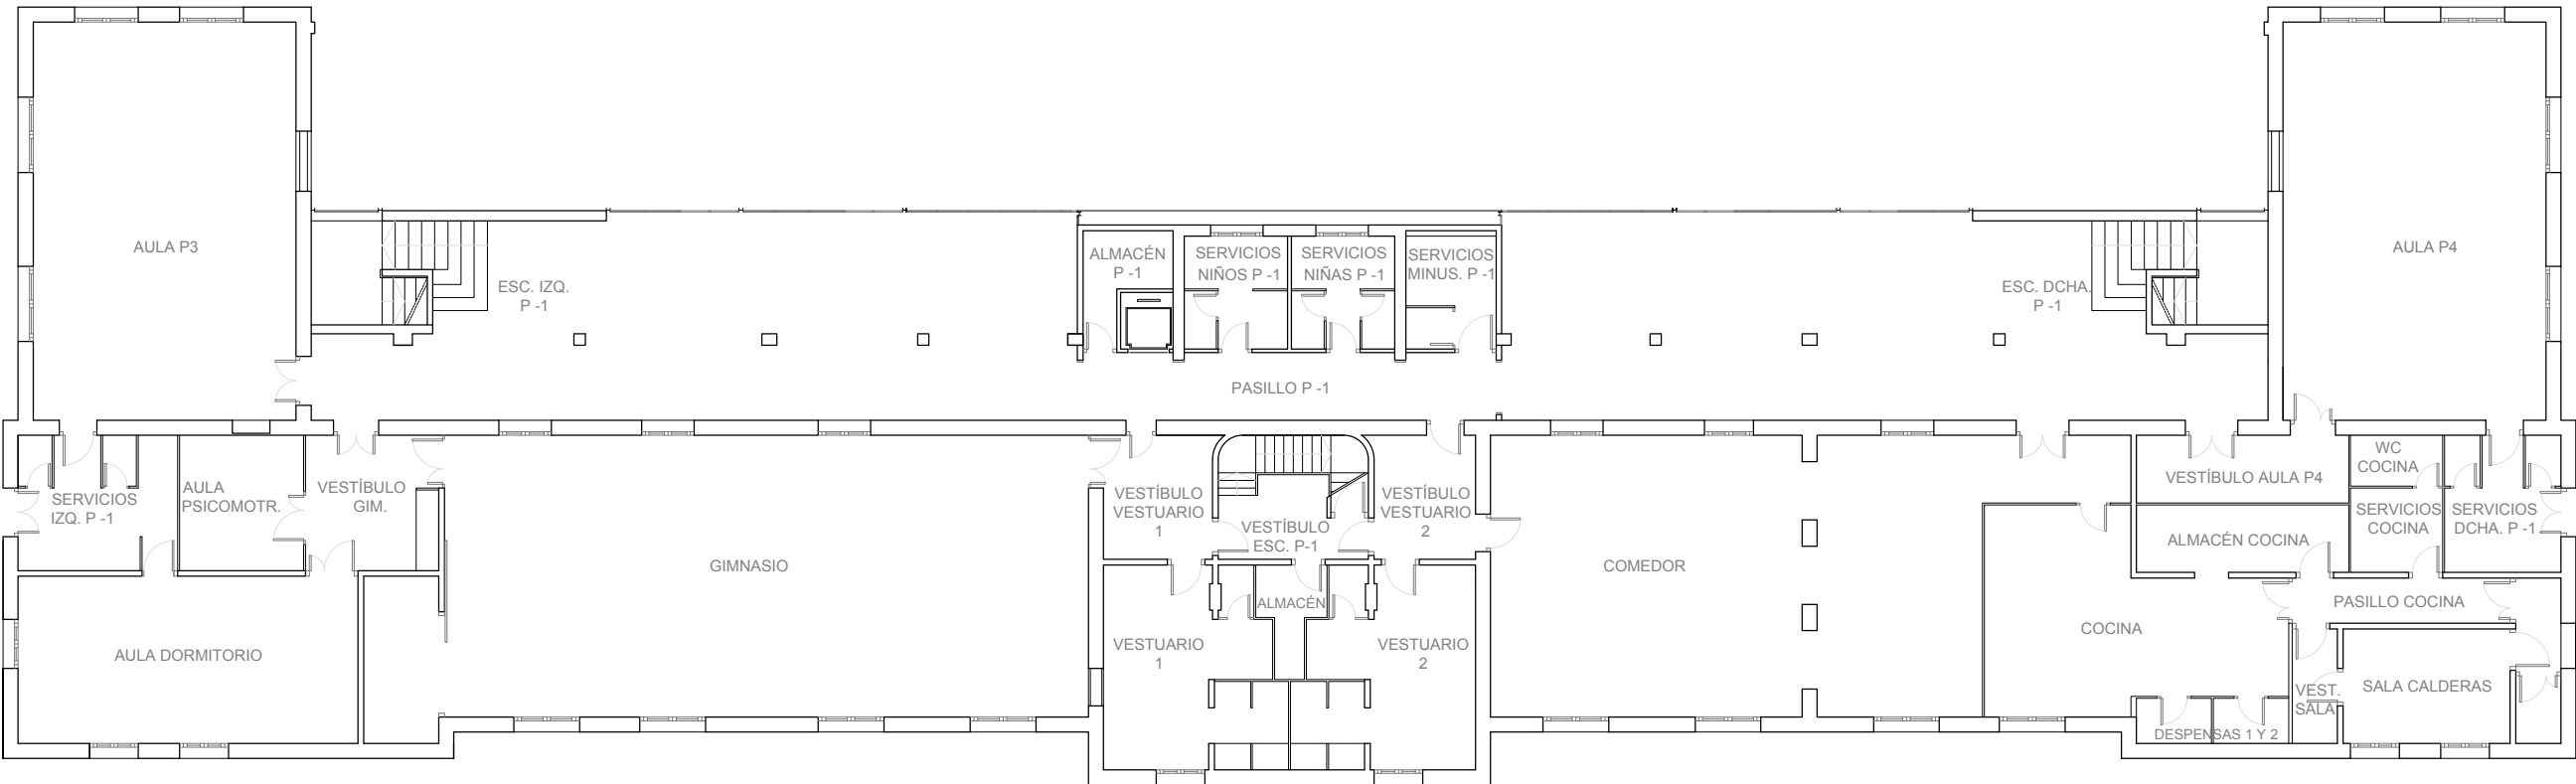 AULA P3
ESC. IZQ.
P -1
ALMACÉN
P -1
SERVICIOS
NIÑOS P -1
SERVICIOS
NIÑAS P -1
SERVICIOS
MINUS. P -1
ESC. DCHA.
P -1
AULA P4
PASILLO P -1
SERVICIOS
IZQ. P -1
AULA
PSICOMOTR.
VESTÍBULO
GIM.
GIMNASIO
VESTÍBULO
VESTUARIO
1
VESTÍBULO
ESC. P-1
VESTÍBULO
VESTUARIO
2
COMEDOR
VESTÍBULO AULA P4
WC
COCINA
SERVICIOS
COCINA
SERVICIOS
DCHA. P -1
ALMACÉN COCINA
ALMACÉN
PASILLO COCINA
COCINA
AULA DORMITORIO
VESTUARIO
1
VESTUARIO
2
VEST.
SALA
SALA CALDERAS
DESPENSAS 1 Y 2